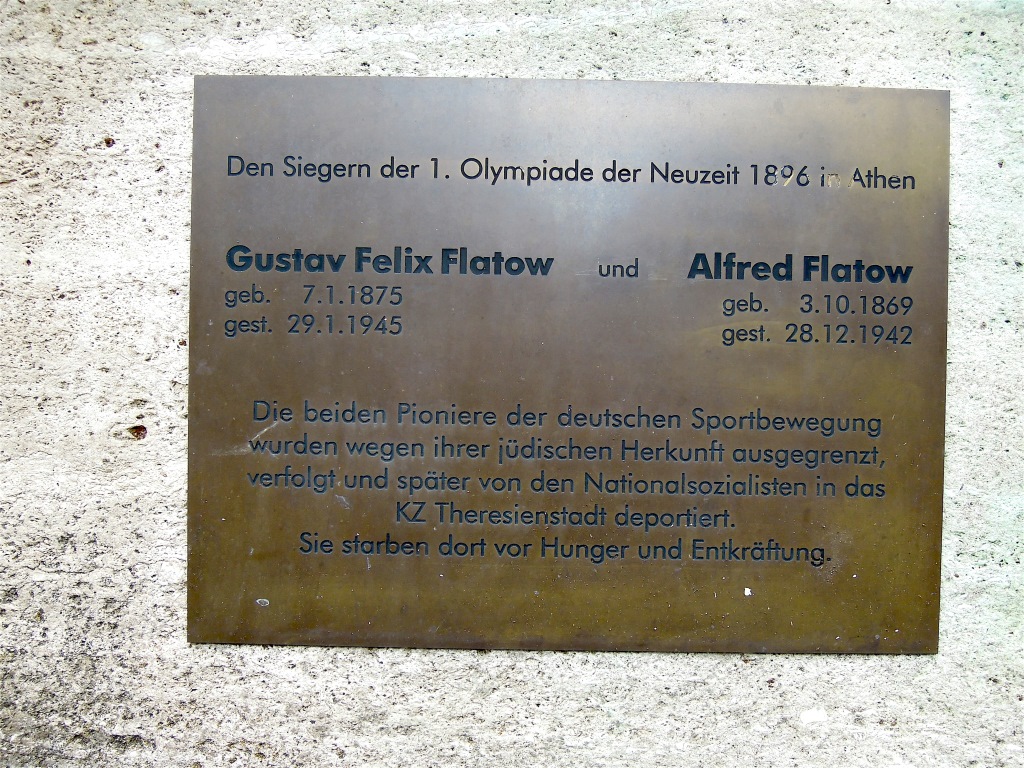 Den Siegern der 1. Olympiade der Neuzeit 1896 in Athen
Gustav Felix Flatow und Alfred Flatow
geb. 7.1.1875 geb. 3.10.1869
gest. 29.1.1945 gest. 28.12.1942
Die beiden Pioniere der deutschen Sportbewegung
wurden wegen ihrer jüdischen Herkunft ausgegrenzt,
verfolgt und später von den Nationalsozialisten in das
KZ Theresienstadt deportiert.
Sie starben dort vor Hunger und Entkräftung.